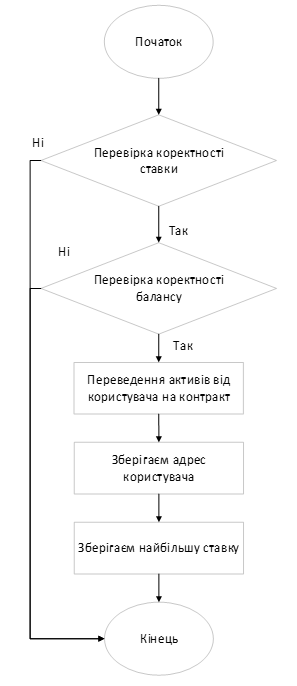 Початок
Ні
Перевірка коректності
ставки
Так
Ні
Перевірка коректності
балансу
Так
Переведення активів від
користувача на контракт
Зберігаєм адрес
користувача
Зберігаєм найбільшу ставку
Кінець